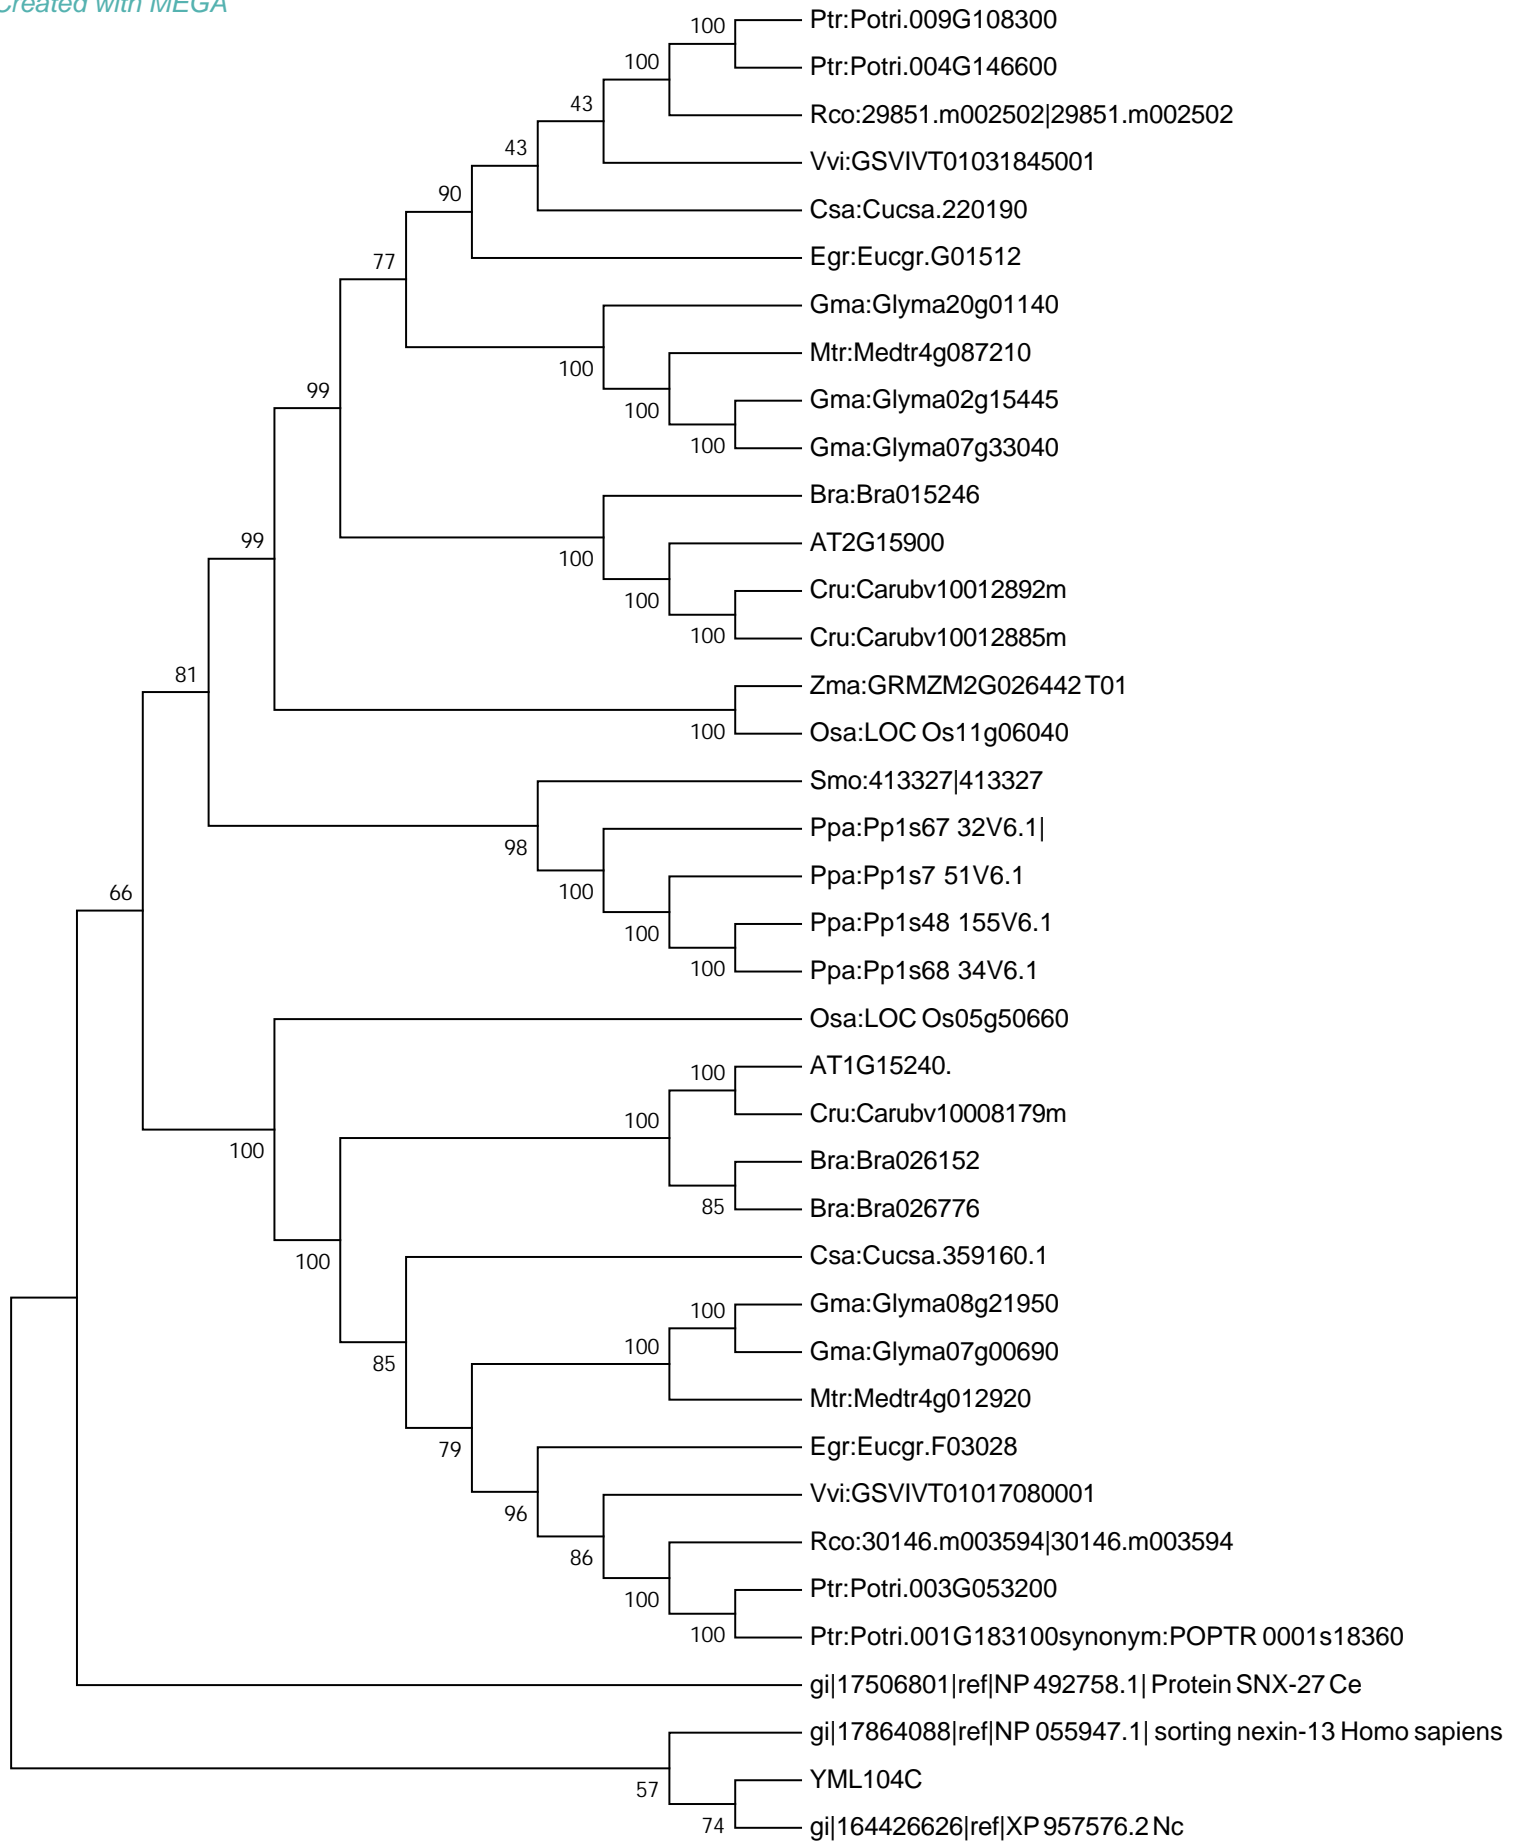 Created with MEGA
100
Ptr:Potri.009G108300
100
Ptr:Potri.004G146600
43
Rco:29851.m002502|29851.m002502
43
Vvi:GSVIVT01031845001
90
Csa:Cucsa.220190
77
Egr:Eucgr.G01512
Gma:Glyma20g01140
100
Mtr:Medtr4g087210
99
Gma:Glyma02g15445
100
Gma:Glyma07g33040
100
Bra:Bra015246
99
AT2G15900
100
Cru:Carubv10012892m
100
Cru:Carubv10012885m
100
81
Zma:GRMZM2G026442 T01
Osa:LOC Os11g06040
100
Smo:413327|413327
Ppa:Pp1s67 32V6.1|
98
Ppa:Pp1s7 51V6.1
66
100
Ppa:Pp1s48 155V6.1
100
Ppa:Pp1s68 34V6.1
100
Osa:LOC Os05g50660
100
AT1G15240.
100
Cru:Carubv10008179m
100
Bra:Bra026152
85
Bra:Bra026776
100
Csa:Cucsa.359160.1
100
Gma:Glyma08g21950
100
Gma:Glyma07g00690
85
Mtr:Medtr4g012920
79
Egr:Eucgr.F03028
Vvi:GSVIVT01017080001
96
Rco:30146.m003594|30146.m003594
86
Ptr:Potri.003G053200
100
Ptr:Potri.001G183100synonym:POPTR 0001s18360
100
gi|17506801|ref|NP 492758.1| Protein SNX-27 Ce
gi|17864088|ref|NP 055947.1| sorting nexin-13 Homo sapiens
57
YML104C
74
gi|164426626|ref|XP 957576.2 Nc